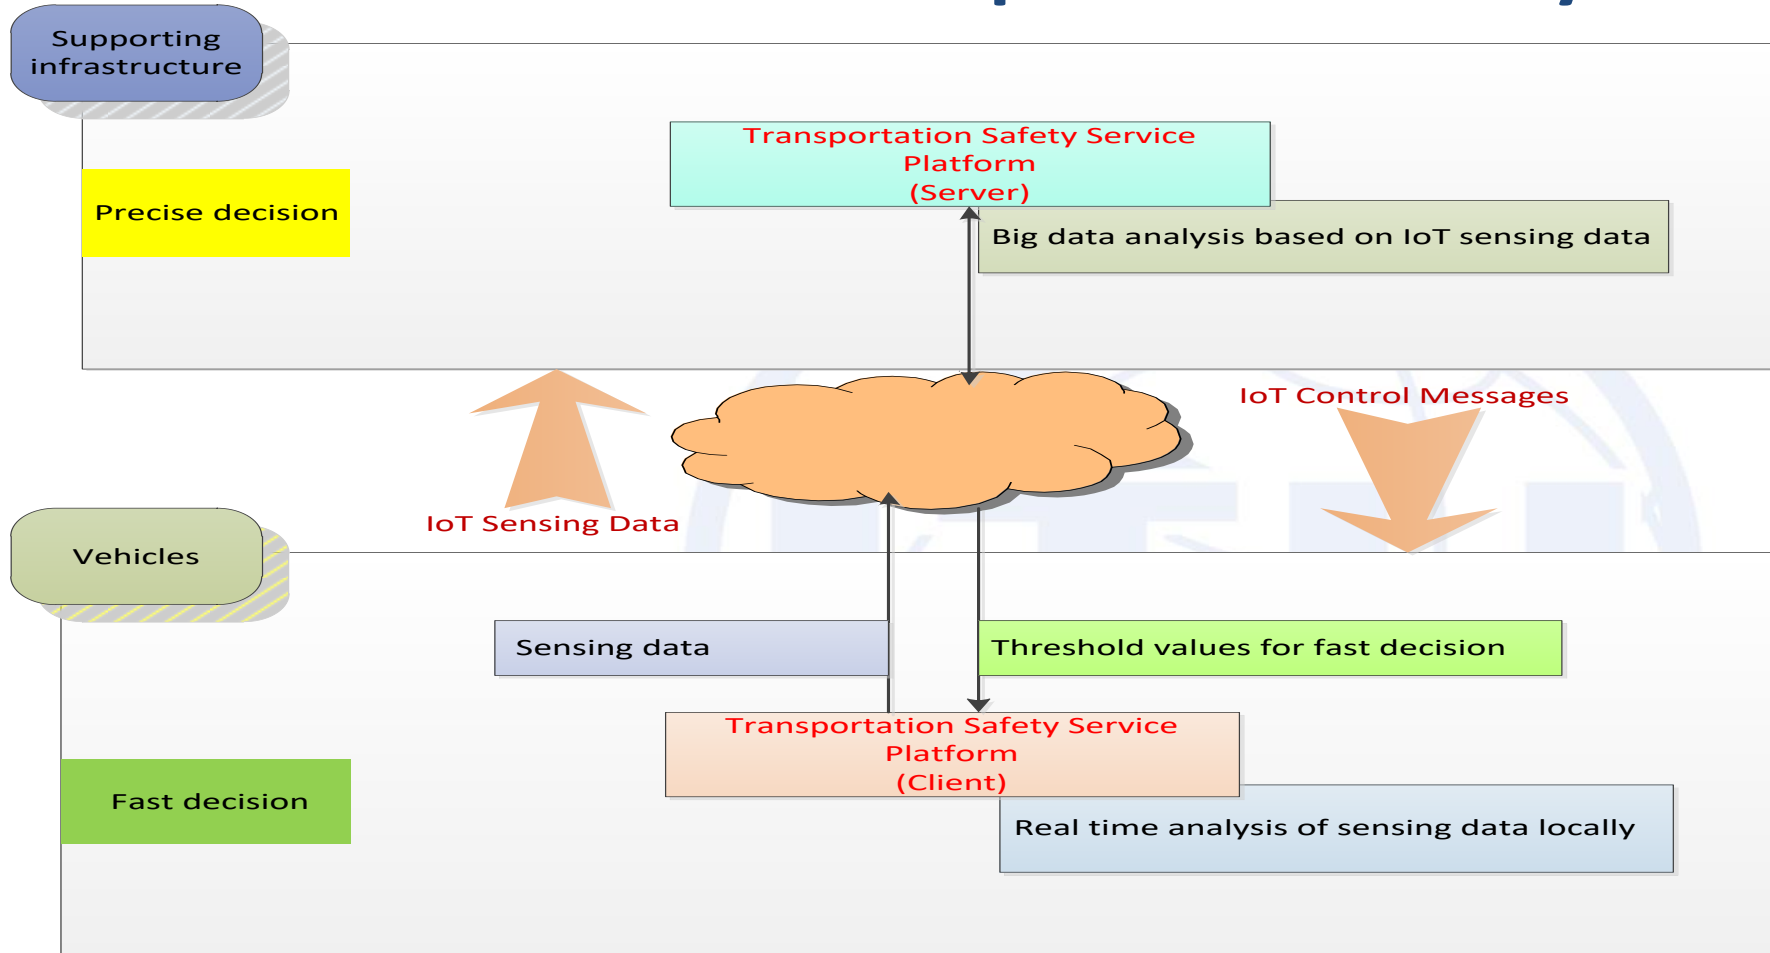 Supporting
infrastructure
Transportation Safety Service
Platform
(Server)
Precise decision
Big data analysis based on IoT sensing data
IoT Control Messages
IoT Sensing Data
Vehicles
Sensing data
Threshold values for fast decision
Transportation Safety Service
Platform
(Client)
Fast decision
Real time analysis of sensing data locally